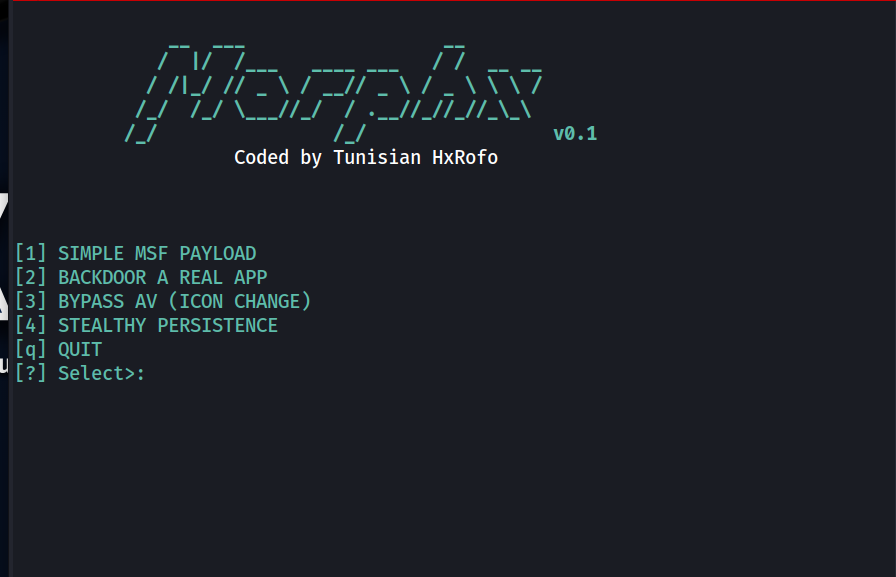 Morphx
v0.1
Coded by Tunisian HxRofo
[1] SIMPLE MSF PAYLOAD
[2] BACKDOOR A REAL APP
[3] BYPASS AV (ICON CHANGE)
[4] STEALTHY PERSISTENCE
[q] QUIT
[?] Select>: